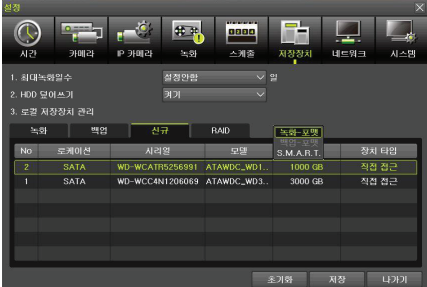 설정
시간 카메라 IP 카메라 녹화 스케쥴 저장장치 네트워크 시스템
1. 최대녹화일수 설정안함 일
2. HDD 덮어쓰기 켜기
3. 로컬 저장장치 관리
녹화 백업 신규 RAID 녹화-포맷
백업-포맷
S.M.A.R.T.
No 로케이션 시리얼 모델 장치 타입
2 SATA WD-WCATR5256991 ATAWDC_WD1.. 1000 GB 직접 접근
1 SATA WD-WCC4N1206069 ATAWDC_WD3.. 3000 GB 직접 접근
초기화 저장 나가기